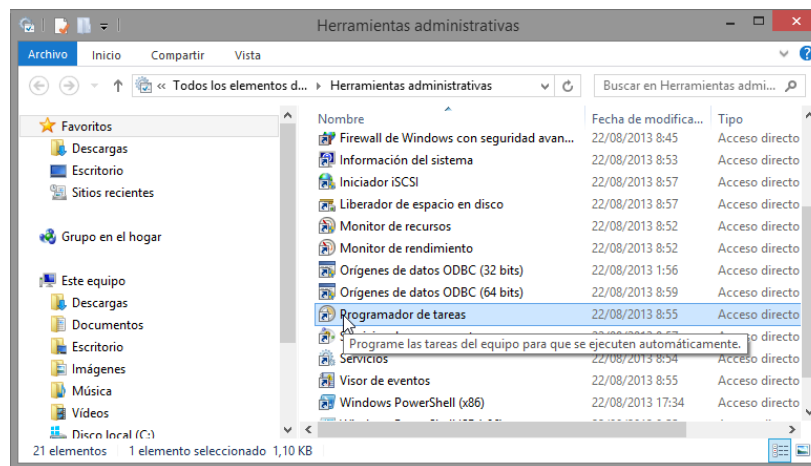 Herramientas administrativas
Archivo Inicio Compartir Vista
« Todos los elementos d... Herramientas administrativas Buscar en Herramientas admi...
Nombre Fecha de modifica... Tipo
Favoritos
Descargas
Escritorio
Sitios recientes
Grupo en el hogar
Este equipo
Descargas
Documentos
Escritorio
Imágenes
Música
Vídeos
Disco local (C:)
Firewall de Windows con seguridad avan... 22/08/2013 8:45 Acceso directo
Información del sistema 22/08/2013 8:53 Acceso directo
Iniciador iSCSI 22/08/2013 8:57 Acceso directo
Liberador de espacio en disco 22/08/2013 8:57 Acceso directo
Monitor de recursos 22/08/2013 8:52 Acceso directo
Monitor de rendimiento 22/08/2013 8:52 Acceso directo
Orígenes de datos ODBC (32 bits) 22/08/2013 1:56 Acceso directo
Orígenes de datos ODBC (64 bits) 22/08/2013 8:59 Acceso directo
Programador de tareas 22/08/2013 8:55 Acceso directo
Programe las tareas del equipo para que se ejecuten automáticamente.
Servicios 22/08/2013 8:54 Acceso directo
Visor de eventos 22/08/2013 8:55 Acceso directo
Windows PowerShell (x86) 22/08/2013 17:34 Acceso directo
21 elementos 1 elemento seleccionado 1,10 KB